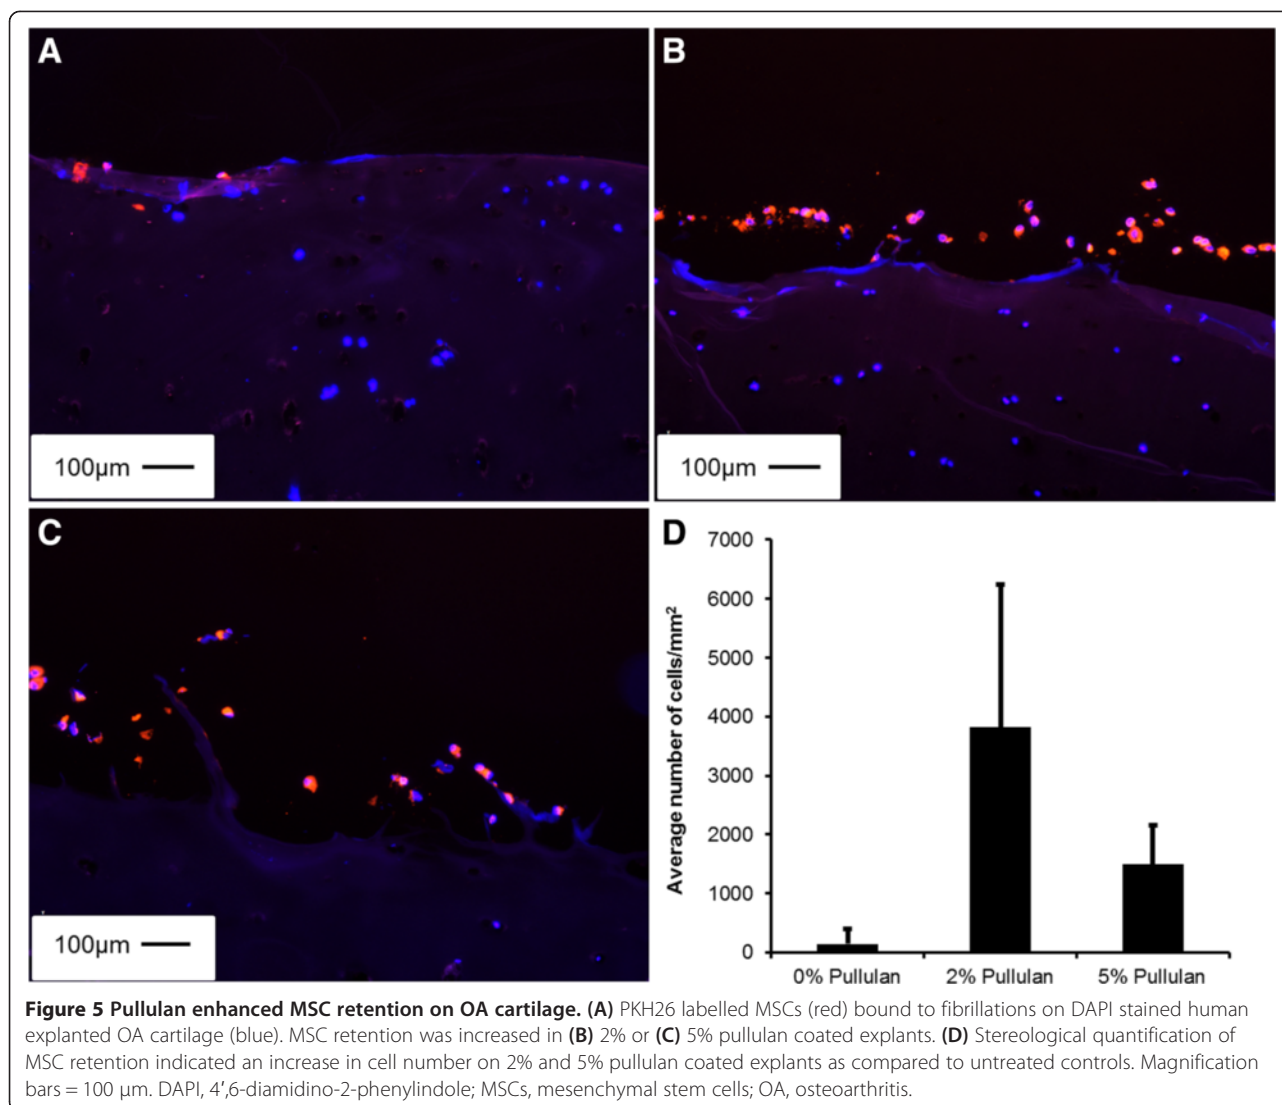 A
B
100µm
100µm
C
100µm
D
7000
6000
5000
4000
3000
2000
1000
0
Average number of cells/mm²
0% Pullulan 2% Pullulan 5% Pullulan
Figure 5 Pullulan enhanced MSC retention on OA cartilage. (A) PKH26 labelled MSCs (red) bound to fibrillations on DAPI stained human
explanted OA cartilage (blue). MSC retention was increased in (B) 2% or (C) 5% pullulan coated explants. (D) Stereological quantification of
MSC retention indicated an increase in cell number on 2% and 5% pullulan coated explants as compared to untreated controls. Magnification
bars = 100 µm. DAPI, 4′,6-diamidino-2-phenylindole; MSCs, mesenchymal stem cells; OA, osteoarthritis.